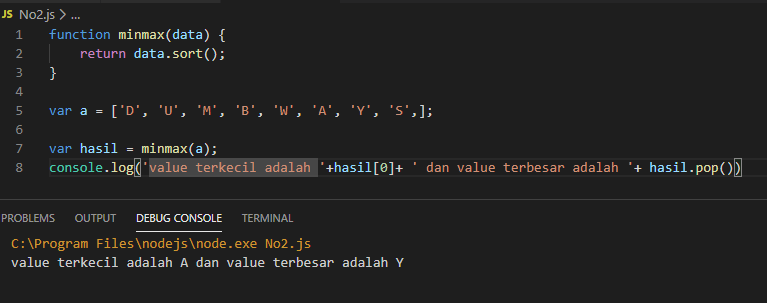 JS No2.js > ...
1 function minmax(data) {
2 return data.sort();
3 }
4
5 var a = ['D', 'U', 'M', 'B', 'W', 'A', 'Y', 'S',];
6
7 var hasil = minmax(a);
8 console.log('value terkecil adalah '+hasil[0]+ ' dan value terbesar adalah '+ hasil.pop())
PROBLEMS OUTPUT DEBUG CONSOLE TERMINAL
C:\Program Files\nodejs\node.exe No2.js
value terkecil adalah A dan value terbesar adalah Y